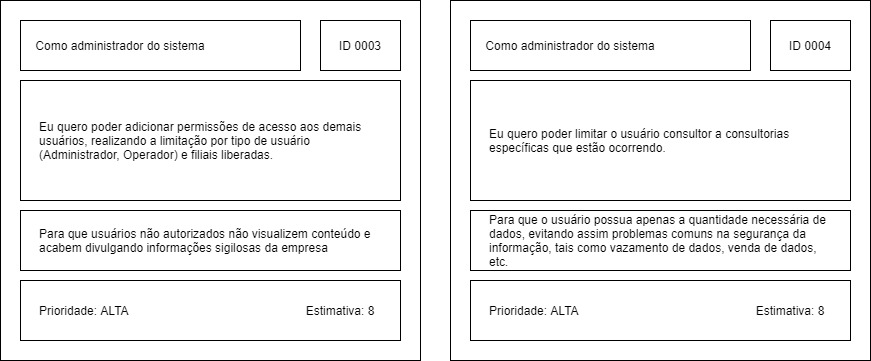 Como administrador do sistema
ID 0003
Eu quero poder adicionar permissões de acesso aos demais
usuários, realizando a limitação por tipo de usuário
(Administrador, Operador) e filiais liberadas.
Para que usuários não autorizados não visualizem conteúdo e
acabem divulgando informações sigilosas da empresa
Prioridade: ALTA
Estimativa: 8
Como administrador do sistema
ID 0004
Eu quero poder limitar o usuário consultor a consultorias
específicas que estão ocorrendo.
Para que o usuário possua apenas a quantidade necessária de
dados, evitando assim problemas comuns na segurança da
informação, tais como vazamento de dados, venda de dados,
etc.
Prioridade: ALTA
Estimativa: 8